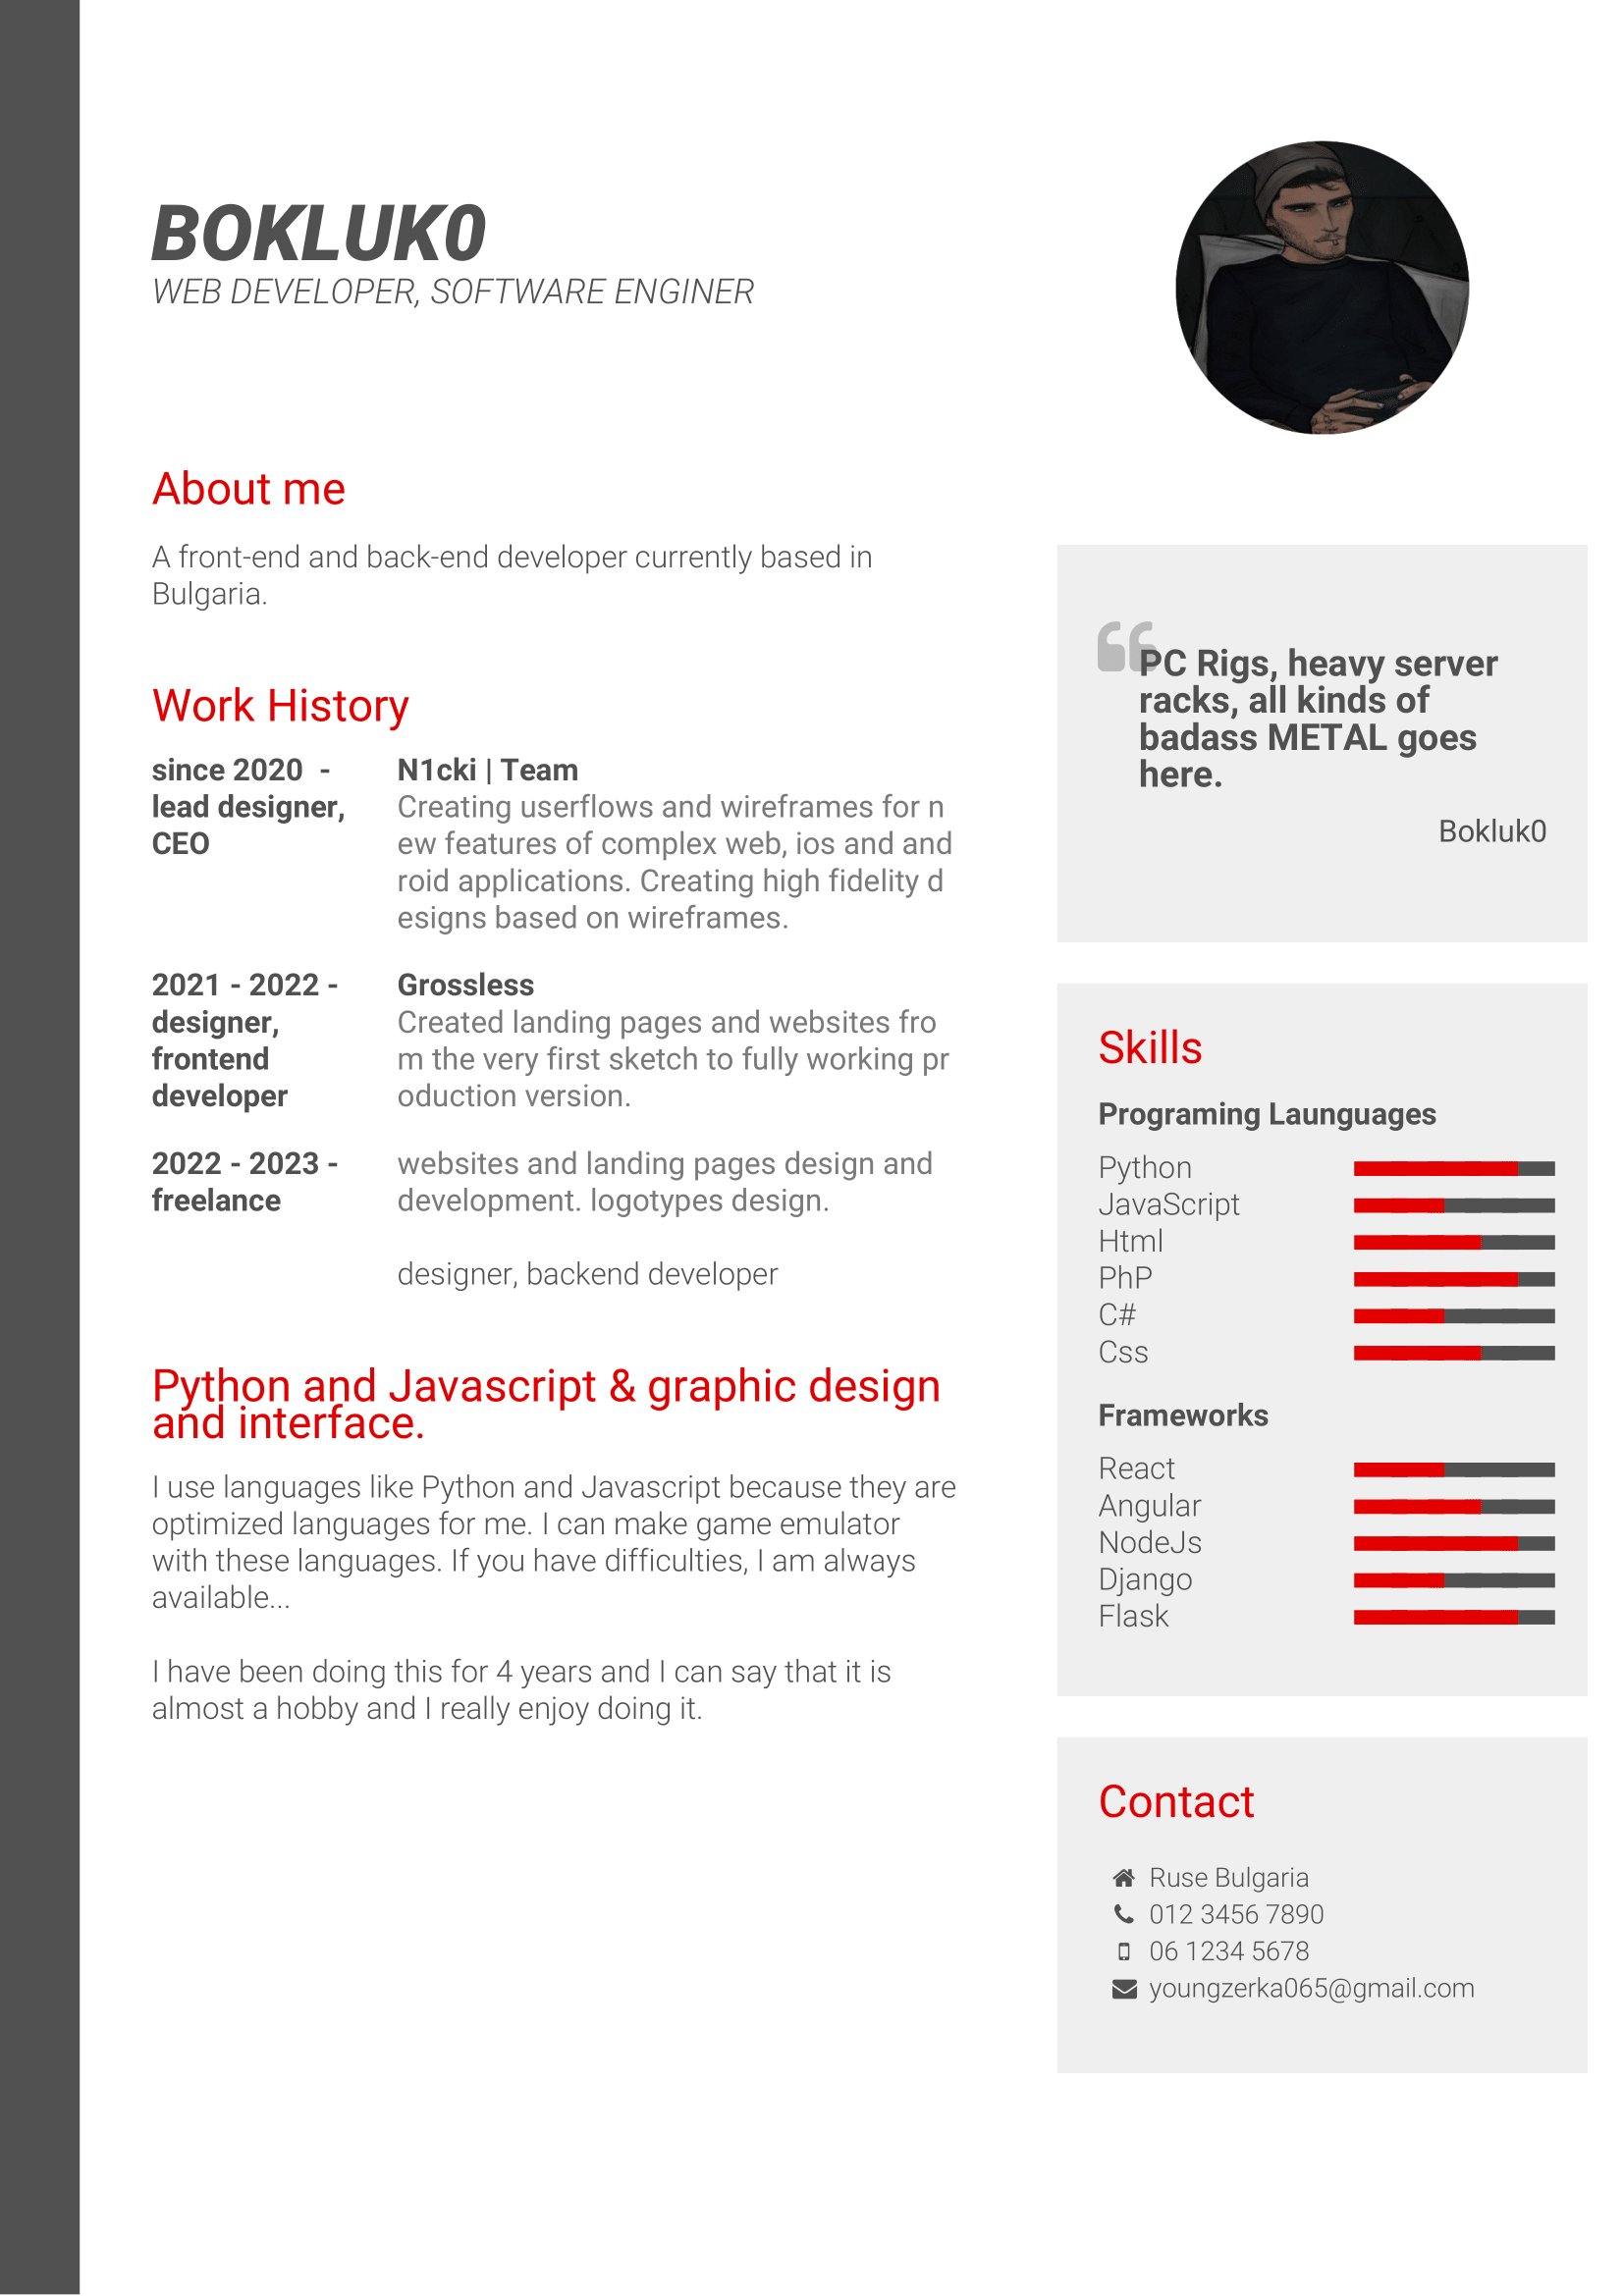 BOKLUK0
WEB DEVELOPER, SOFTWARE ENGINER
About me
A front-end and back-end developer currently based in
Bulgaria.
Work History
since 2020  -
lead designer,
CEO
N1cki | Team
Creating userflows and wireframes for n
ew features of complex web, ios and and
roid applications. Creating high fidelity d
esigns based on wireframes.
2021 - 2022 -
designer,
frontend
developer
Grossless
Created landing pages and websites fro
m the very first sketch to fully working pr
oduction version.
2022 - 2023 -
freelance
websites and landing pages design and
development. logotypes design.
designer, backend developer
Python and Javascript & graphic design
and interface.
I use languages like Python and Javascript because they are
optimized languages for me. I can make game emulator
with these languages. If you have difficulties, I am always
available...
I have been doing this for 4 years and I can say that it is
almost a hobby and I really enjoy doing it.
“
PC Rigs, heavy server
racks, all kinds of
badass METAL goes
here.
Bokluk0
Skills
Programing Launguages
Python
JavaScript
Html
PhP
C#
Css
Frameworks
React
Angular
NodeJs
Django
Flask
Contact
Ruse Bulgaria
012 3456 7890
06 1234 5678
youngzerka065@gmail.com